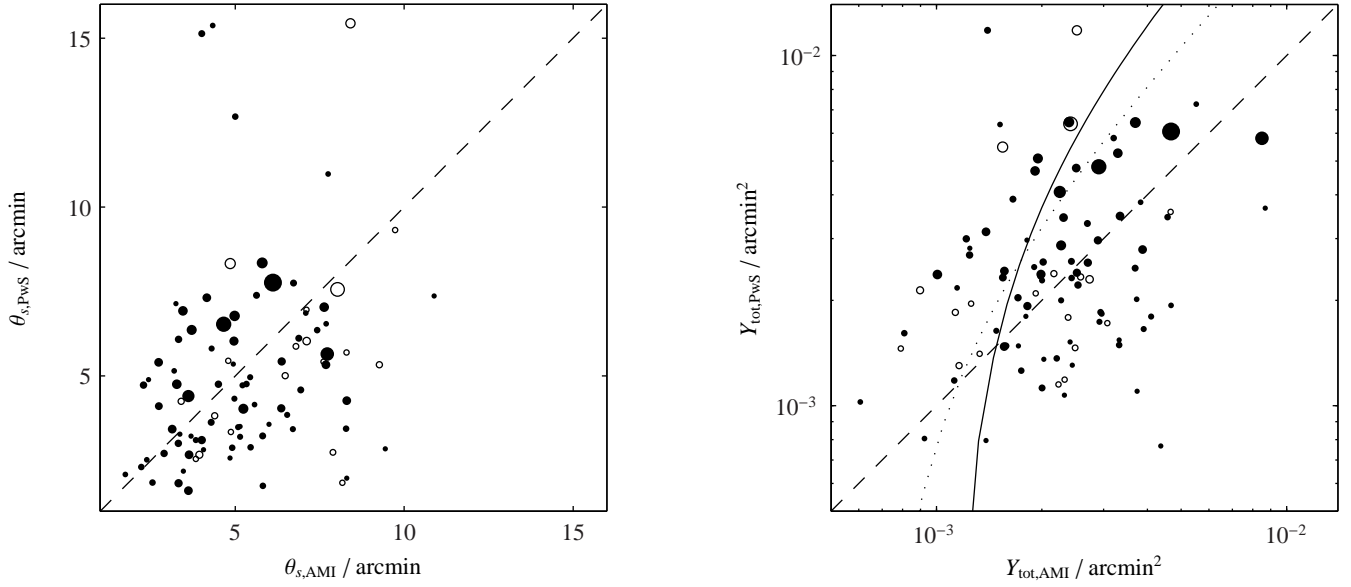 15
10
5
θs,PwS / arcmin
5 10 15
θs,AMI / arcmin
10−2
10−3
Ytot,PwS / arcmin2
10−3 10−2
Ytot,AMI / arcmin2